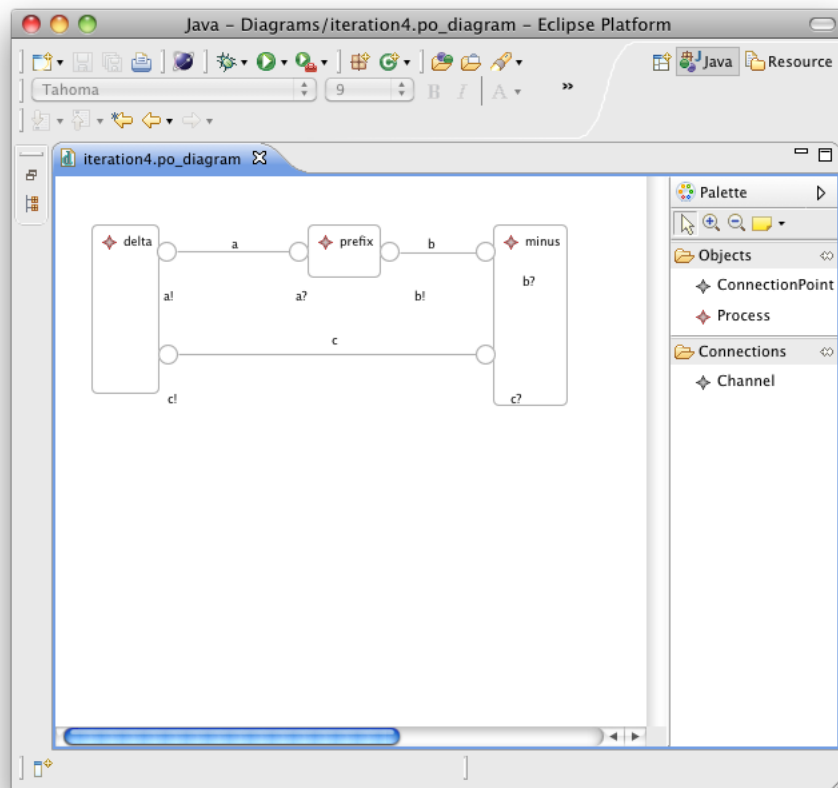 Java – Diagrams/iteration4.po_diagram – Eclipse Platform
Java Resource
Tahoma 9 B I A »
iteration4.po_diagram
Palette
delta a prefix b minus
Objects
b?
ConnectionPoint
a! a? b!
Process
c
Connections
Channel
c! c?